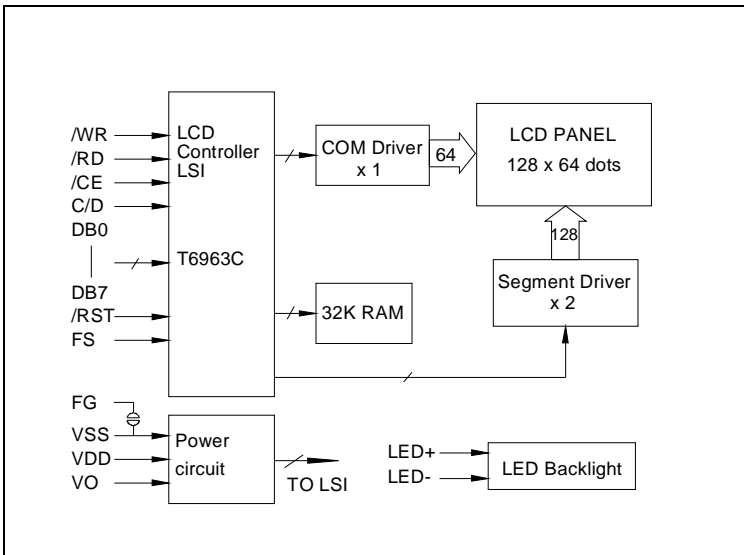 /WR
/RD
/CE
C/D
DB0
DB7
/RST
FS
LCD
Controller
LSI
T6963C
COM Driver
x 1
64
LCD PANEL
128 x 64 dots
128
Segment Driver
x 2
32K RAM
FG
VSS
VDD
VO
Power
circuit
TO LSI
LED+
LED-
LED Backlight